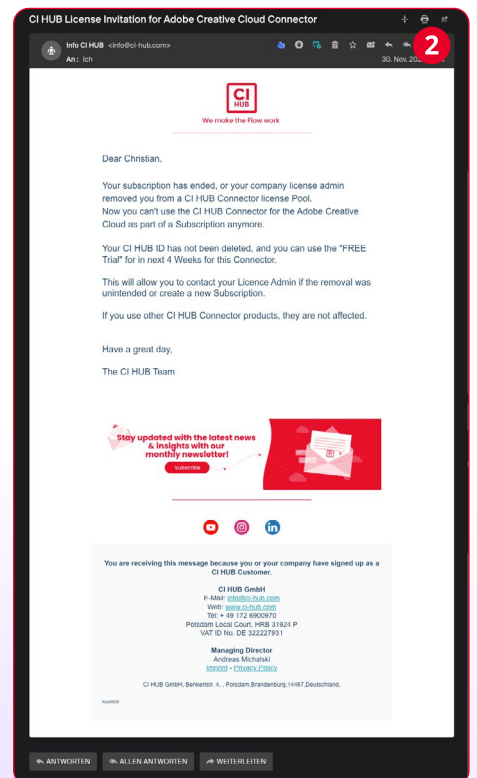 CI HUB License Invitation for Adobe Creative Cloud Connector
Info CI HUB <info@ci-hub.com>
2
An: Ich
30. Nov.
CI
HUB
We make the Flow work
Dear Christian,
Your subscription has ended, or your company license admin
removed you from a CI HUB Connector license Pool.
Now you can't use the CI HUB Connector for the Adobe Creative
Cloud as part of a Subscription anymore.
Your CI HUB ID has not been deleted, and you can use the "FREE
Trial" for in next 4 Weeks for this Connector.
This will allow you to contact your Licence Admin if the removal was
unintended or create a new Subscription.
If you use other CI HUB Connector products, they are not affected.
Have a great day,
The CI HUB Team
Stay updated with the latest news
& insights with our
monthly newsletter!
Subscribe
You are receiving this message because you or your company have signed up as a
CI HUB Customer.
CI HUB GmbH
E-Mail: info@ci-hub.com
Web: www.ci-hub.com
Tel: + 49 172 6900970
Potsdam Local Court, HRB 31924 P
VAT ID No. DE 322227931
Managing Director
Andreas Michalski
Imprint - Privacy Policy
CI HUB GmbH, Benkertstr. 4, , Potsdam,Brandenburg,14467,Deutschland,
ANTWORTEN
ALLEN ANTWORTEN
WEITERLEITEN